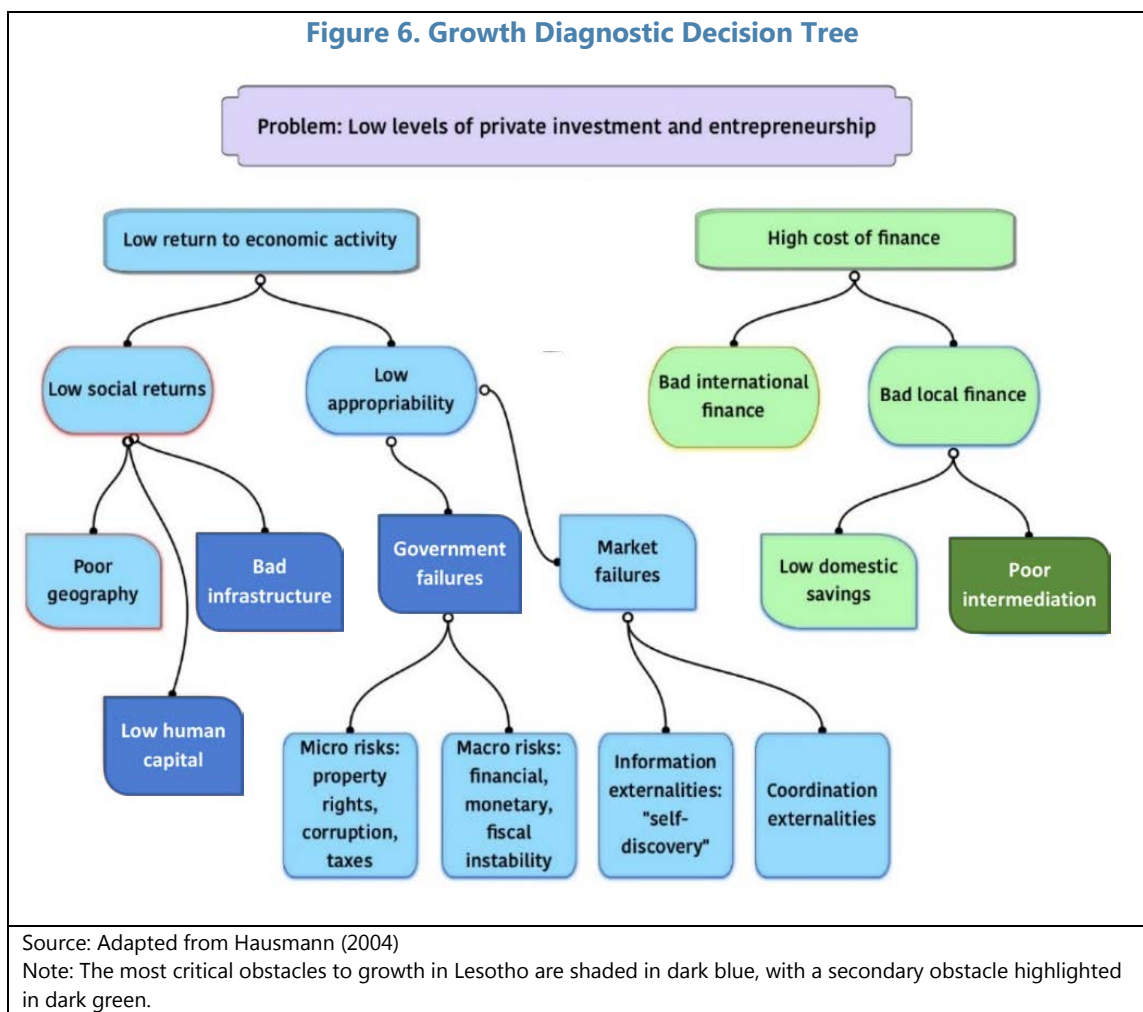 Figure 6. Growth Diagnostic Decision Tree
Problem: Low levels of private investment and entrepreneurship
Low return to economic activity
High cost of finance
Low social returns
Low
appropriability
Bad international
finance
Bad local finance
Poor
geography
Bad
infrastructure
Government
failures
Market
failures
Low domestic
savings
Poor
intermediation
Low human
capital
Micro risks:
property
rights,
corruption,
taxes
Macro risks:
financial,
monetary,
fiscal
instability
Information
externalities:
"self-
discovery"
Coordination
externalities
Source: Adapted from Hausmann (2004)
Note: The most critical obstacles to growth in Lesotho are shaded in dark blue, with a secondary obstacle highlighted
in dark green.